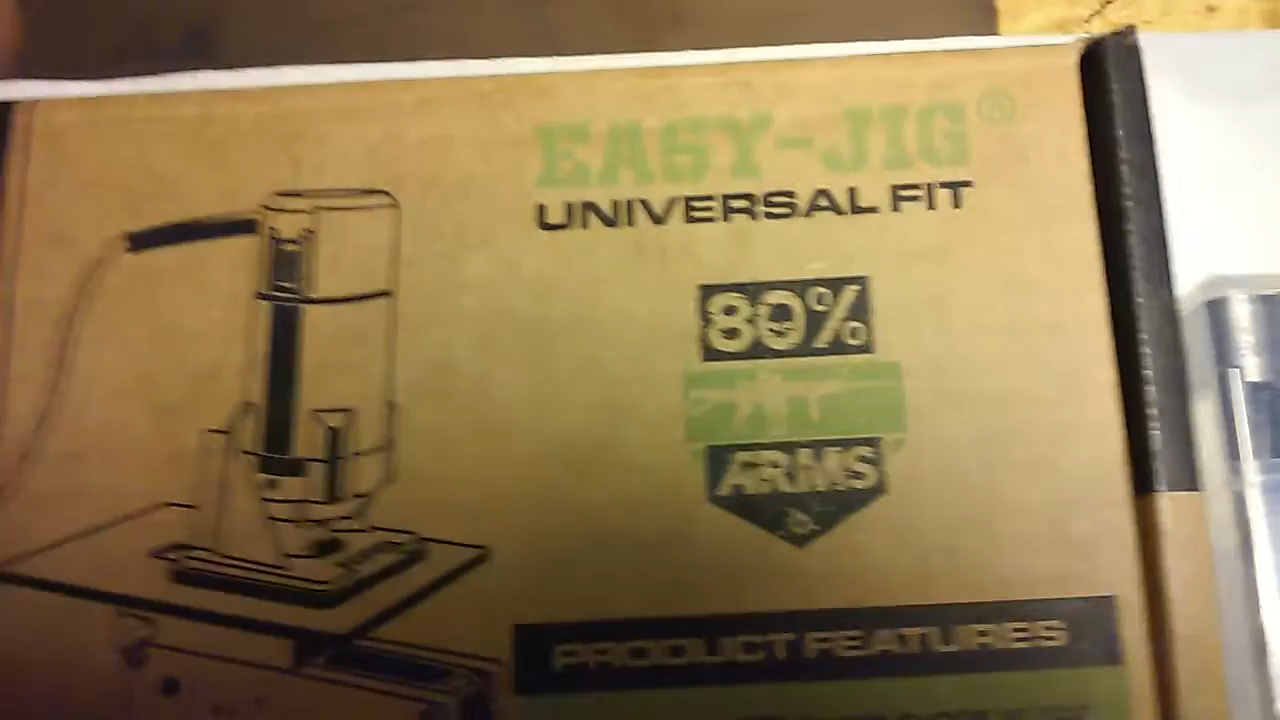 EASY-JIG®
UNIVERSAL FIT
80%
ARMS
PRODUCT FEATURES